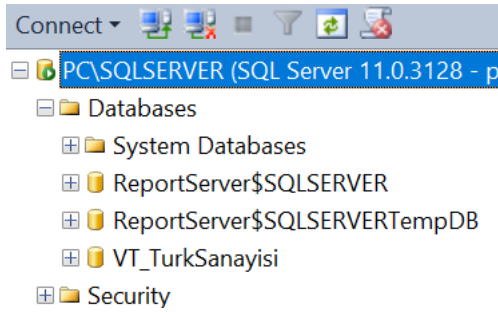 Connect
PC\SQLSERVER (SQL Server 11.0.3128 - p
Databases
System Databases
ReportServer$SQLSERVER
ReportServer$SQLSERVERTempDB
VT_TurkSanayisi
Security